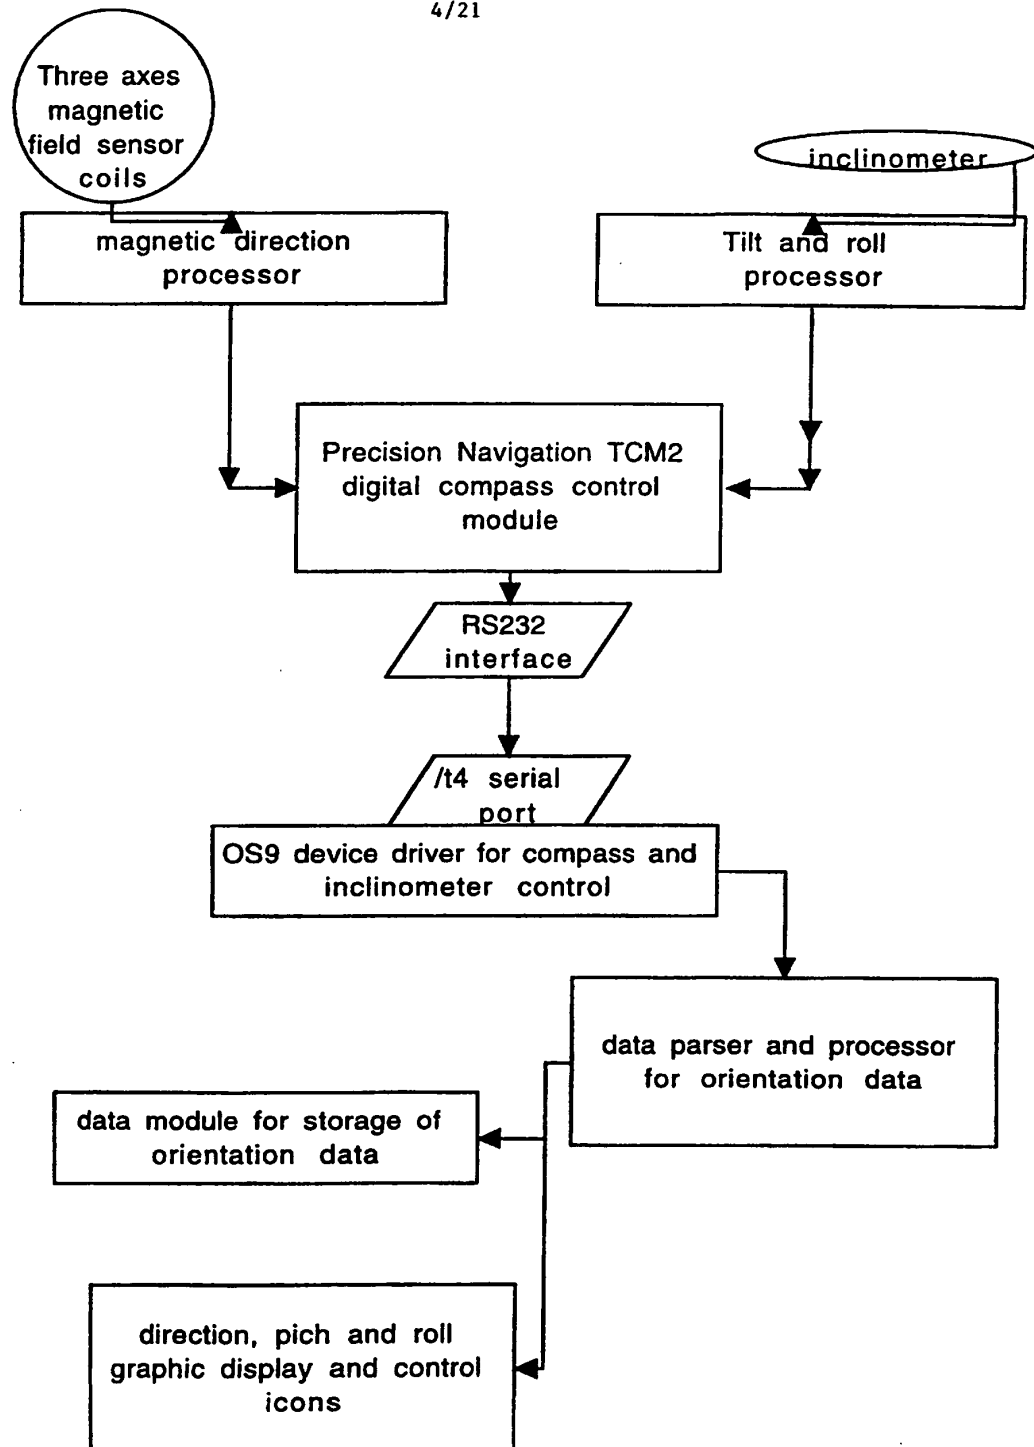 4/21
Three axes
magnetic
field sensor
coils
inclinometer
magnetic direction
processor
Tilt and roll
processor
Precision Navigation TCM2
digital compass control
module
RS232
interface
/t4 serial
port
OS9 device driver for compass and
inclinometer control
data parser and processor
for orientation data
data module for storage of
orientation data
direction, pich and roll
graphic display and control
icons